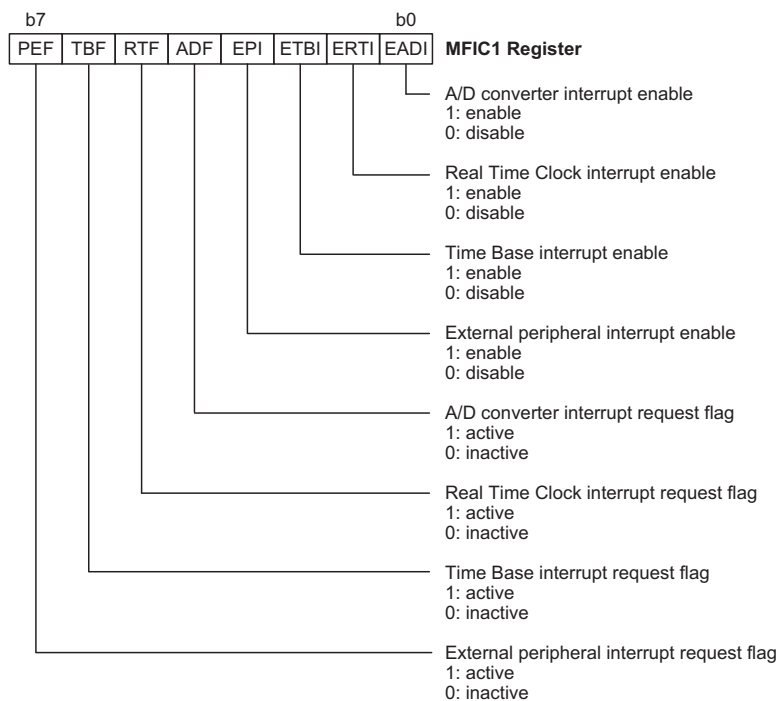 b7 b0
PEF TBF RTF ADF EPI ETBI ERTI EADI MFIC1 Register
A/D converter interrupt enable
1: enable
0: disable
Real Time Clock interrupt enable
1: enable
0: disable
Time Base interrupt enable
1: enable
0: disable
External peripheral interrupt enable
1: enable
0: disable
A/D converter interrupt request flag
1: active
0: inactive
Real Time Clock interrupt request flag
1: active
0: inactive
Time Base interrupt request flag
1: active
0: inactive
External peripheral interrupt request flag
1: active
0: inactive